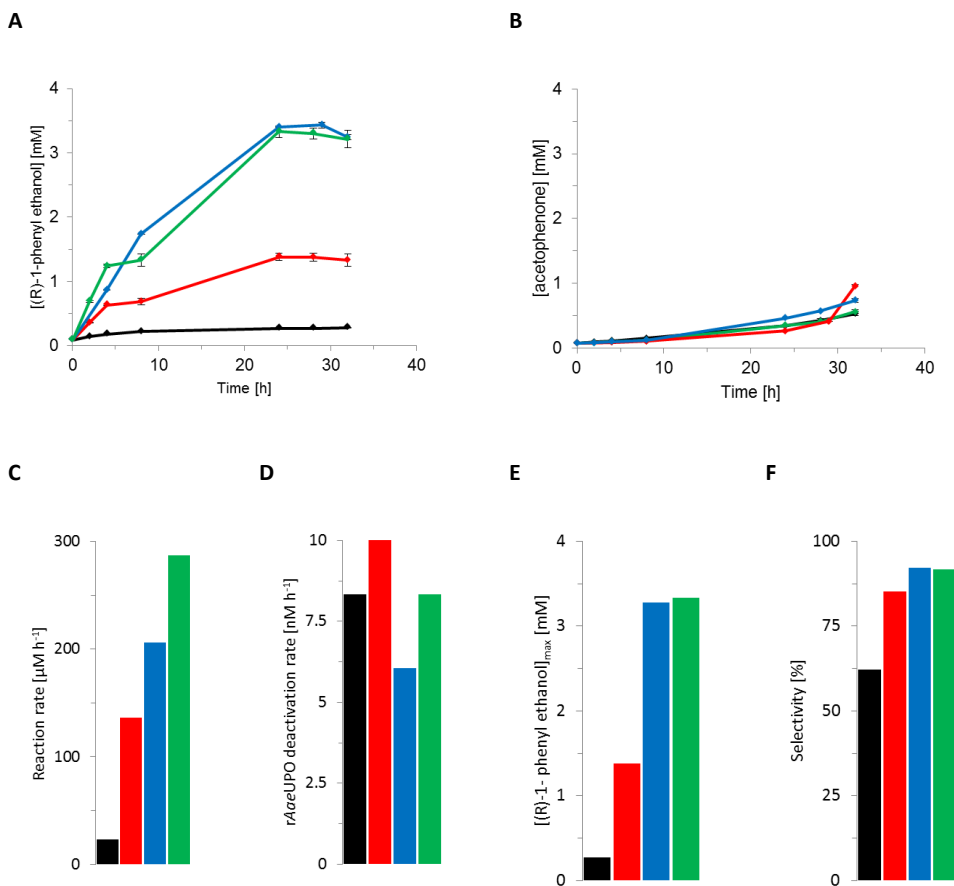 A
B
[(R)-1-phenyl ethanol] [mM]
4
3
2
1
0
0
10
20
30
40
Time [h]
[acetophenone] [mM]
4
3
2
1
0
0
10
20
30
40
Time [h]
C
D
E
F
Reaction rate [µM h⁻¹]
300
200
100
0
rAaeUPO deactivation rate [nM h⁻¹]
10
7.5
5
2.5
0
[(R)-1- phenyl ethanol]max [mM]
4
3
2
1
0
Selectivity [%]
100
75
50
25
0